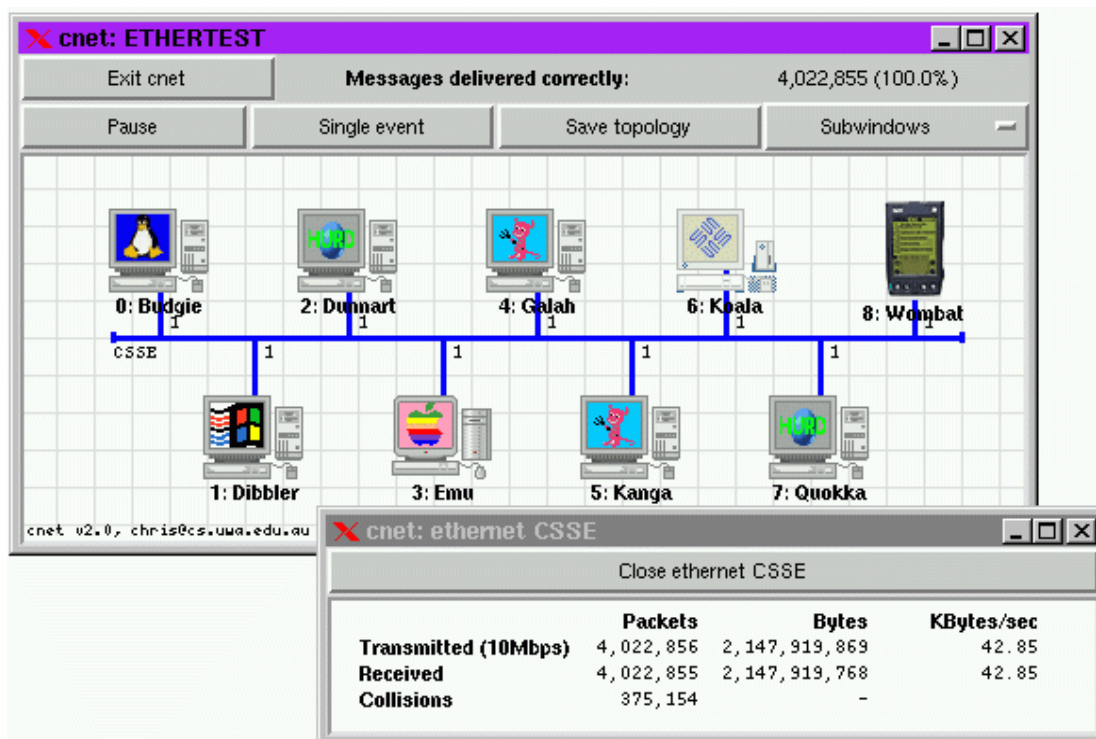 cnet: ETHERTEST
Exit cnet Messages delivered correctly: 4,022,855 (100.0%)
Pause Single event Save topology Subwindows
HURD
0: Budgie 2: Dunnart 4: Galah 6: Koala 8: Wombat
1 1 1 1 1
CSSE 1 1 1 1
HURD
1: Dibbler 3: Emu 5: Kanga 7: Quokka
cnet v2.0, chris@cs.uwa.edu.au
cnet: ethernet CSSE
Close ethernet CSSE
Packets Bytes KBytes/sec
Transmitted (10Mbps) 4,022,856 2,147,919,869 42.85
Received 4,022,855 2,147,919,768 42.85
Collisions 375,154 -